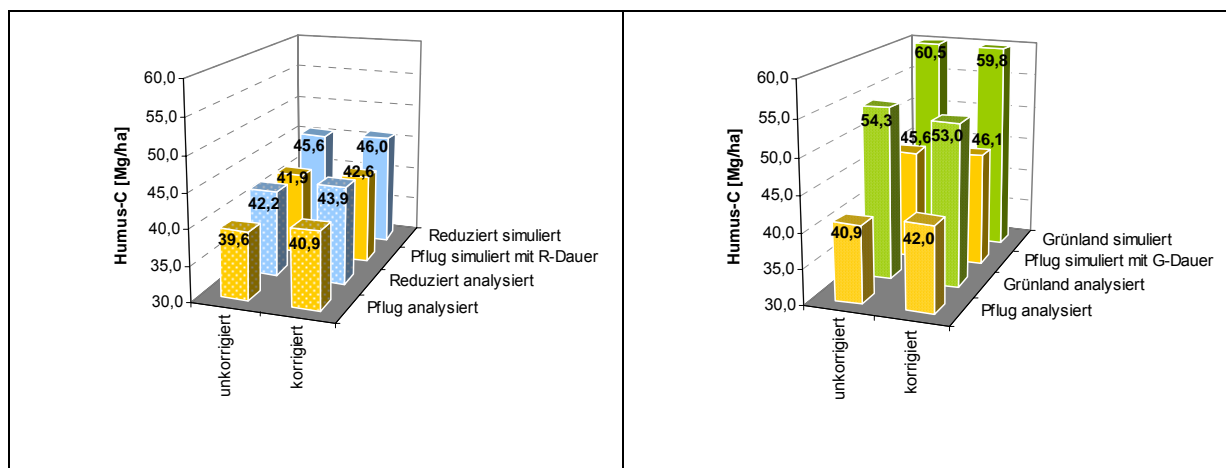 60,0
55,0
50,0
45,0
40,0
35,0
30,0
Humus-C [Mg/ha]
45,6
46,0
41,9
42,6
42,2
43,9
39,6
40,9
Reduziert simuliert
Pflug simuliert mit R-Dauer
Reduziert analysiert
Pflug analysiert
unkorrigiert
korrigiert
60,0
55,0
50,0
45,0
40,0
35,0
30,0
Humus-C [Mg/ha]
60,5
59,8
45,6
46,1
54,3
53,0
40,9
42,0
Grünland simuliert
Pflug simuliert mit G-Dauer
Grünland analysiert
Pflug analysiert
unkorrigiert
korrigiert